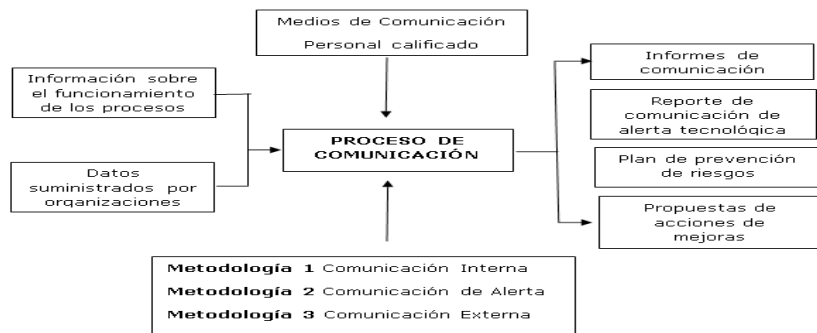 Medios de Comunicación
Personal calificado
Información sobre
el funcionamiento
de los procesos
Datos
suministrados por
organizaciones
PROCESO DE
COMUNICACIÓN
Informes de
comunicación
Reporte de
comunicación de
alerta tecnológica
Plan de prevención
de riesgos
Propuestas de
acciones de
mejoras
Metodología 1 Comunicación Interna
Metodología 2 Comunicación de Alerta
Metodología 3 Comunicación Externa